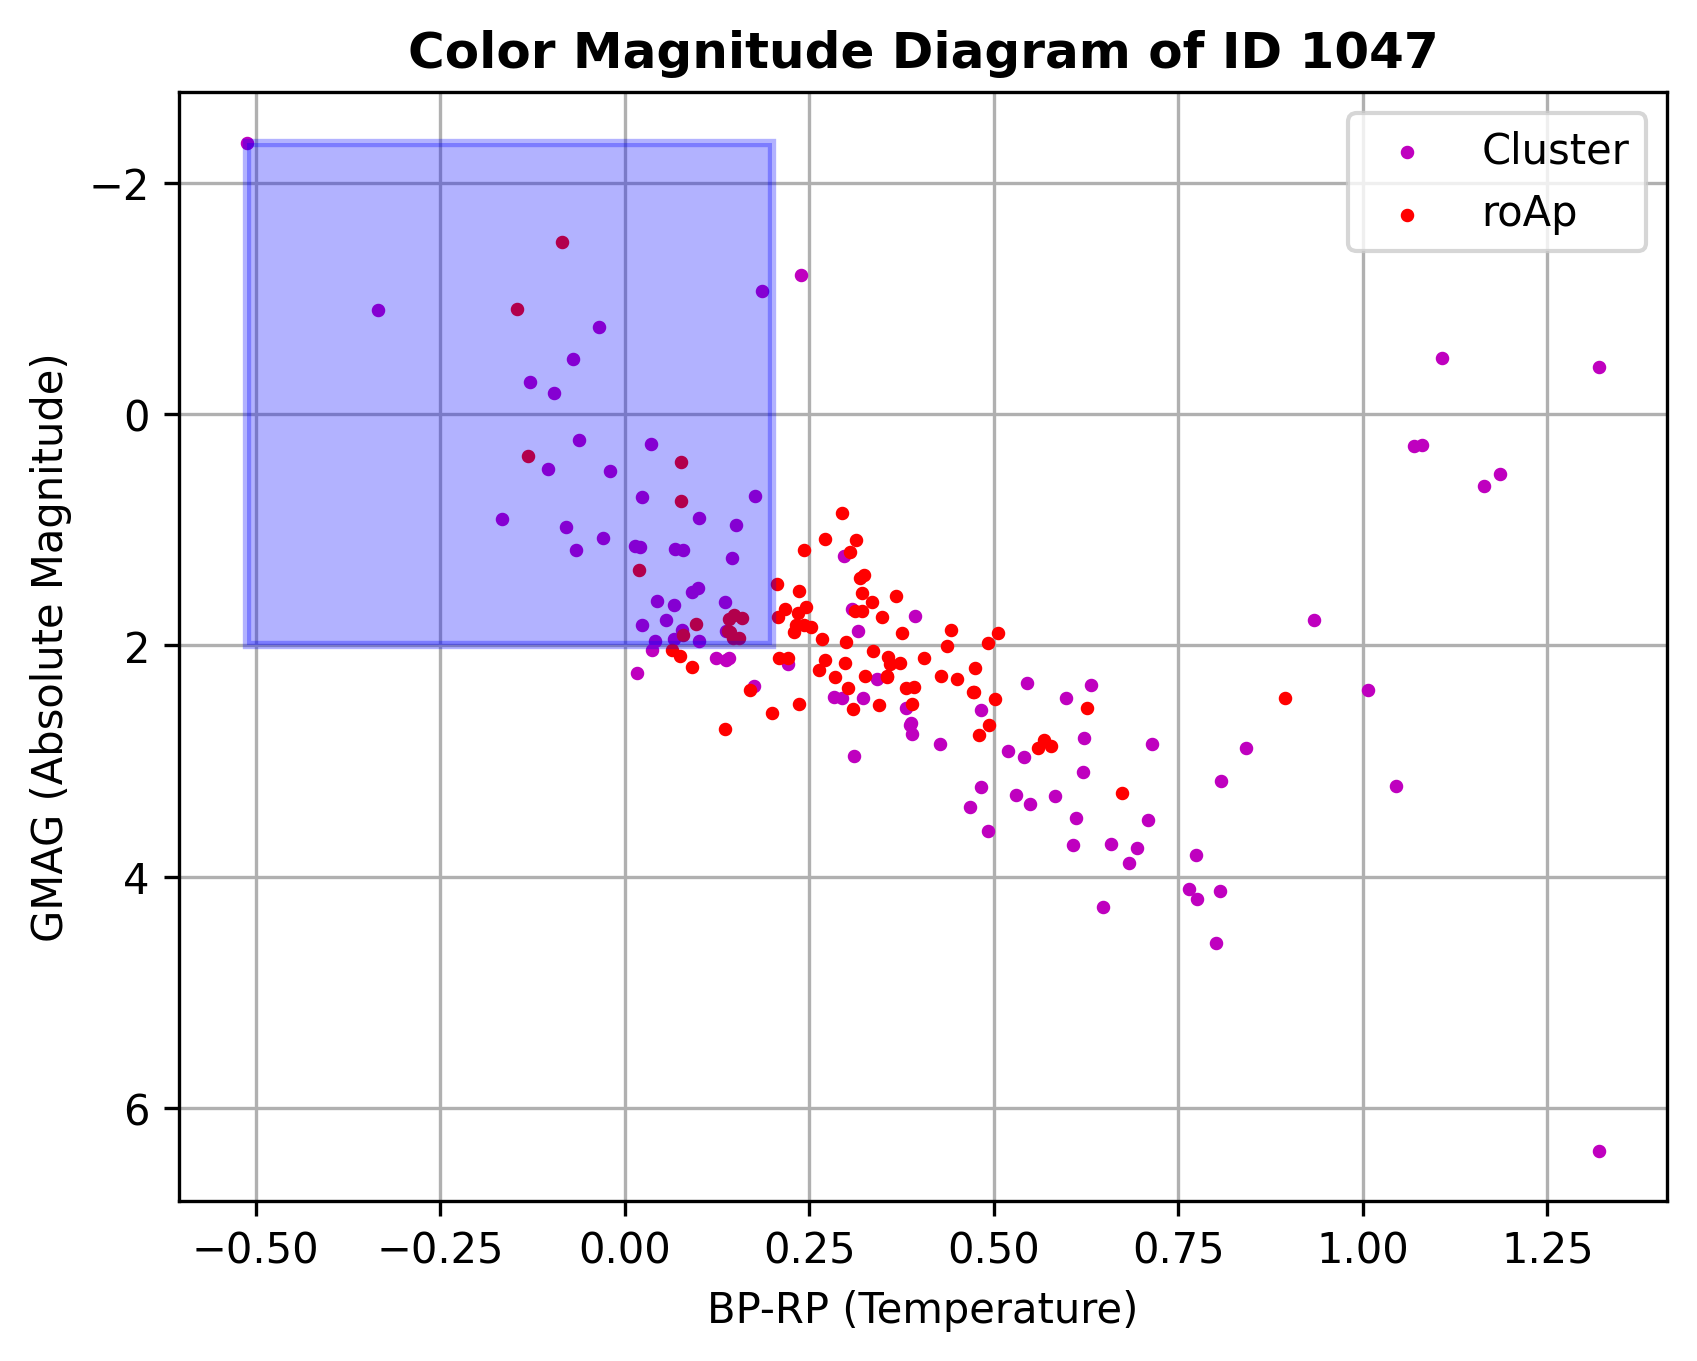 Color Magnitude Diagram of ID 1047
Cluster
roAp
−2
0
2
4
6
GMAG (Absolute Magnitude)
−0.50 −0.25 0.00 0.25 0.50 0.75 1.00 1.25
BP-RP (Temperature)